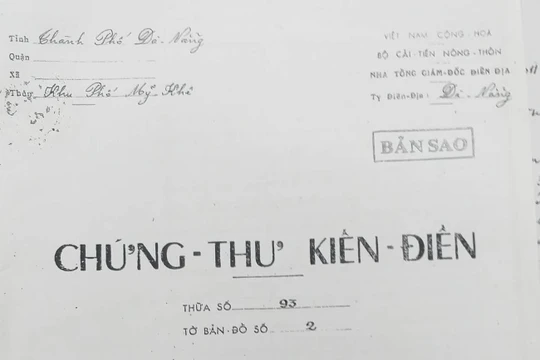 Tỉnh Thành Phố Đà-Nẵng
Quận
Xã
Thôn Khu Phố Mỹ Khê
VIỆT NAM CỘNG HÒA
BỘ CẢI TIẾN NÔNG-THÔN
NHA TỔNG GIÁM-ĐỐC ĐIỀN ĐỊA
Ty Điền-Địa: Đà Nẵng
BẢN SAO
CHỨNG-THƯ KIẾN-ĐIỀN
THỬA SỐ 93
TỜ BẢN-ĐỒ SỐ 2